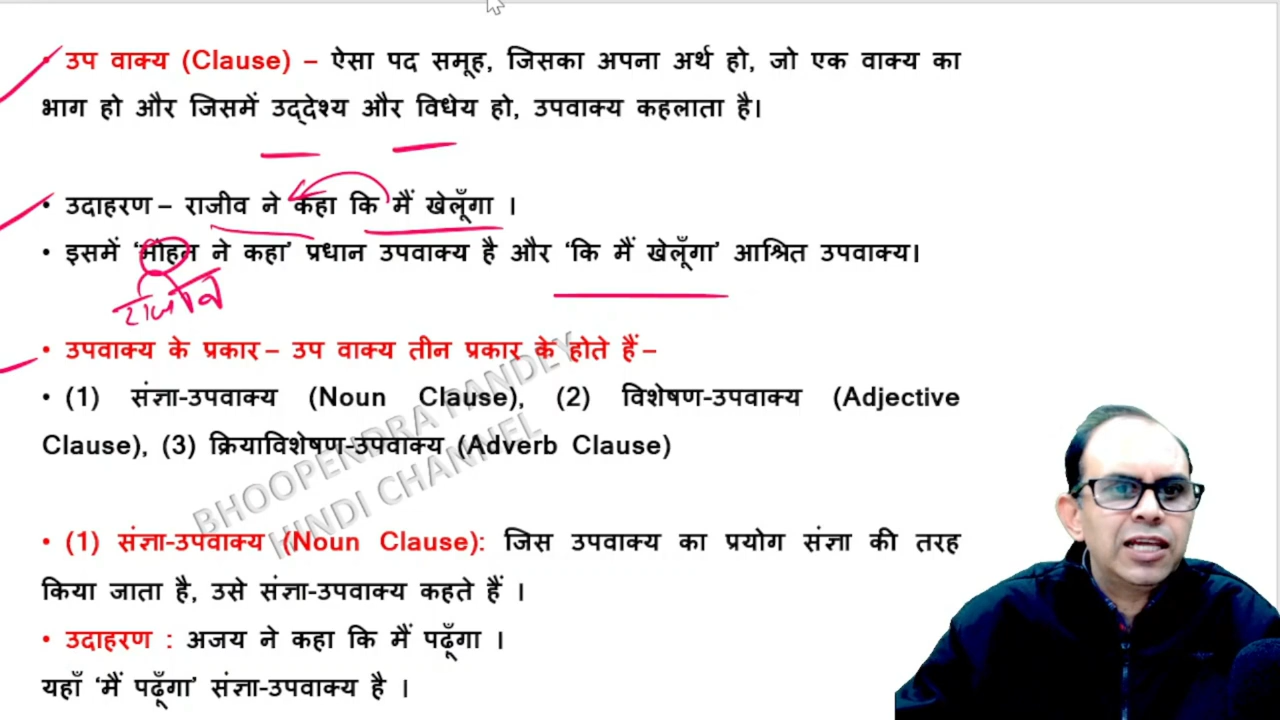 • उप वाक्य (Clause) – ऐसा पद समूह, जिसका अपना अर्थ हो, जो एक वाक्य का
भाग हो और जिसमें उद्देश्य और विधेय हो, उपवाक्य कहलाता है।
• उदाहरण – राजीव ने कहा कि मैं खेलूँगा ।
• इसमें ‘मोहन ने कहा’ प्रधान उपवाक्य है और ‘कि मैं खेलूँगा’ आश्रित उपवाक्य।
राजीव
• उपवाक्य के प्रकार – उप वाक्य तीन प्रकार के होते हैं –
• (1) संज्ञा-उपवाक्य (Noun Clause), (2) विशेषण-उपवाक्य (Adjective
Clause), (3) क्रियाविशेषण-उपवाक्य (Adverb Clause)
BHOOPENDRA PANDEY
HINDI CHANNEL
• (1) संज्ञा-उपवाक्य (Noun Clause): जिस उपवाक्य का प्रयोग संज्ञा की तरह
किया जाता है, उसे संज्ञा-उपवाक्य कहते हैं ।
• उदाहरण : अजय ने कहा कि मैं पढ़ूँगा ।
यहाँ ‘मैं पढ़ूँगा’ संज्ञा-उपवाक्य है ।